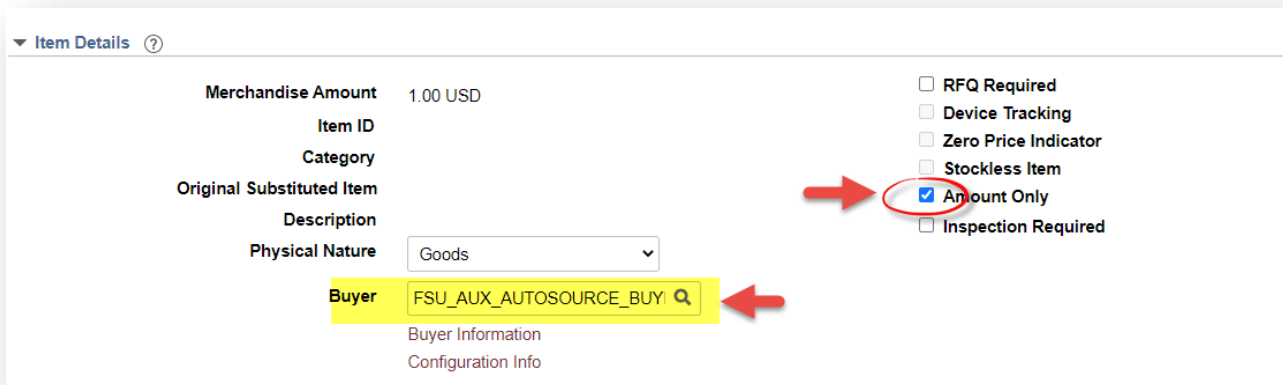 Item Details ?
Merchandise Amount 1.00 USD
Item ID
Category
Original Substituted Item
Description
Physical Nature Goods
Buyer FSU_AUX_AUTOSOURCE_BUY
Buyer Information
Configuration Info
RFQ Required
Device Tracking
Zero Price Indicator
Stockless Item
Amount Only
Inspection Required